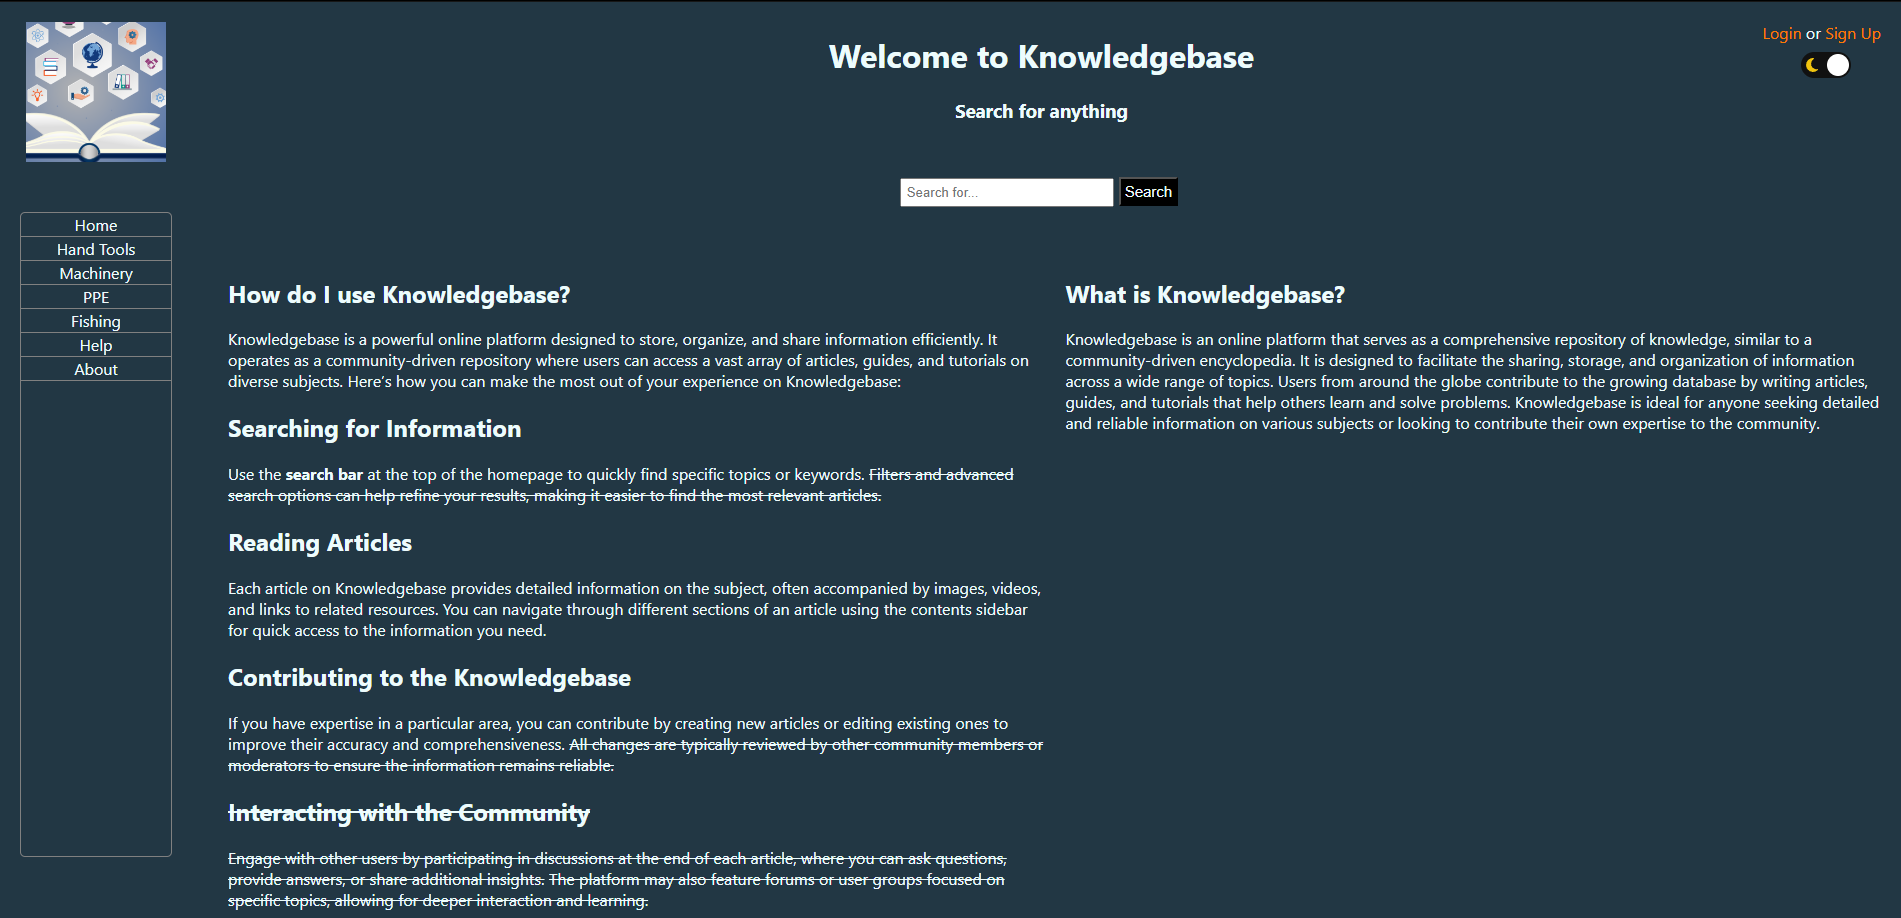 Login or Sign Up
Welcome to Knowledgebase
Search for anything
Search for...
Search
Home
Hand Tools
Machinery
PPE
Fishing
Help
About
How do I use Knowledgebase?
Knowledgebase is a powerful online platform designed to store, organize, and share information efficiently. It
operates as a community-driven repository where users can access a vast array of articles, guides, and tutorials on
diverse subjects. Here's how you can make the most out of your experience on Knowledgebase:
Searching for Information
Use the search bar at the top of the homepage to quickly find specific topics or keywords. Filters and advanced
search options can help refine your results, making it easier to find the most relevant articles.
Reading Articles
Each article on Knowledgebase provides detailed information on the subject, often accompanied by images, videos,
and links to related resources. You can navigate through different sections of an article using the contents sidebar
for quick access to the information you need.
Contributing to the Knowledgebase
If you have expertise in a particular area, you can contribute by creating new articles or editing existing ones to
improve their accuracy and comprehensiveness. All changes are typically reviewed by other community members or
moderators to ensure the information remains reliable.
Interacting with the Community
Engage with other users by participating in discussions at the end of each article, where you can ask questions,
provide answers, or share additional insights. The platform may also feature forums or user groups focused on
specific topics, allowing for deeper interaction and learning.
What is Knowledgebase?
Knowledgebase is an online platform that serves as a comprehensive repository of knowledge, similar to a
community-driven encyclopedia. It is designed to facilitate the sharing, storage, and organization of information
across a wide range of topics. Users from around the globe contribute to the growing database by writing articles,
guides, and tutorials that help others learn and solve problems. Knowledgebase is ideal for anyone seeking detailed
and reliable information on various subjects or looking to contribute their own expertise to the community.